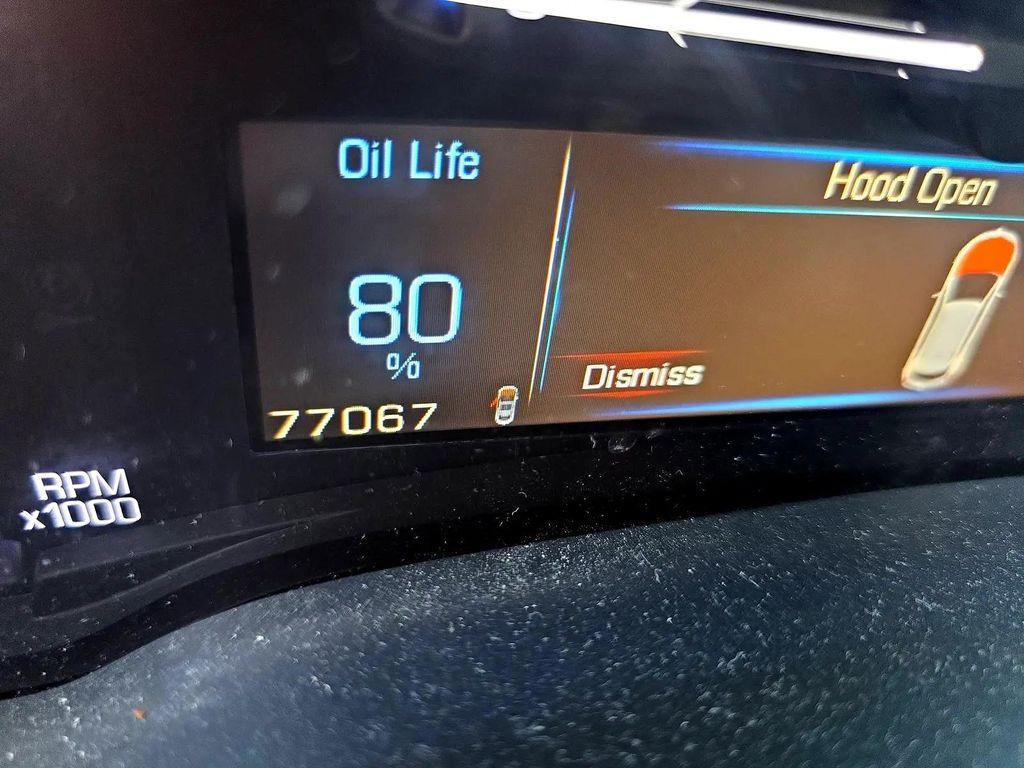 Oil Life
80
%
77067
Hood Open
Dismiss
RPM
x1000